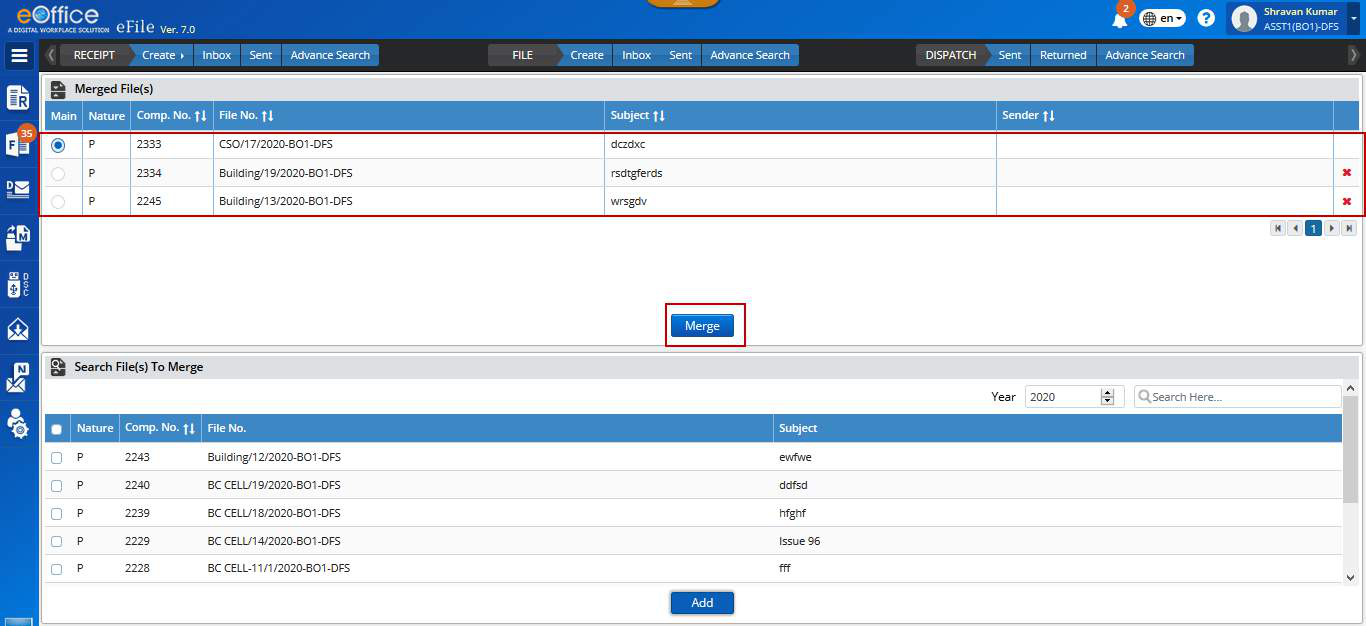 eOffice
A DIGITAL WORKPLACE SOLUTION
eFile Ver. 7.0
2
en
?
Shravan Kumar
ASST1(BO1)-DFS
RECEIPT Create Inbox Sent Advance Search
FILE Create Inbox Sent Advance Search
DISPATCH Sent Returned Advance Search
R
F 35
D
M
DSC
N
Merged File(s)
Main Nature Comp. No. File No. Subject Sender
P 2333 CSO/17/2020-BO1-DFS dczdxc
P 2334 Building/19/2020-BO1-DFS rsdtgferds
P 2245 Building/13/2020-BO1-DFS wrsgdv
1
Merge
Search File(s) To Merge
Year 2020 Search Here...
Nature Comp. No. File No. Subject
P 2243 Building/12/2020-BO1-DFS ewfwe
P 2240 BC CELL/19/2020-BO1-DFS ddfsd
P 2239 BC CELL/18/2020-BO1-DFS hfghf
P 2229 BC CELL/14/2020-BO1-DFS Issue 96
P 2228 BC CELL-11/1/2020-BO1-DFS fff
Add